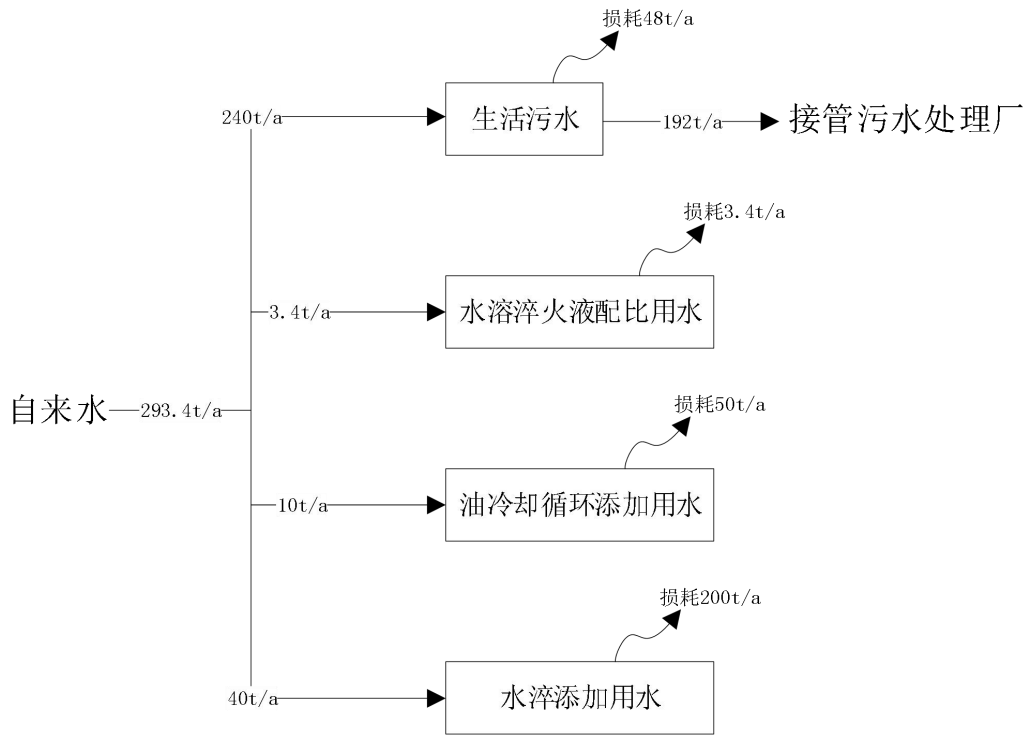 损耗48t/a
240t/a
生活污水
192t/a
接管污水处理厂
损耗3.4t/a
3.4t/a
水溶淬火液配比用水
自来水
293.4t/a
损耗50t/a
10t/a
油冷却循环添加用水
损耗200t/a
40t/a
水淬添加用水